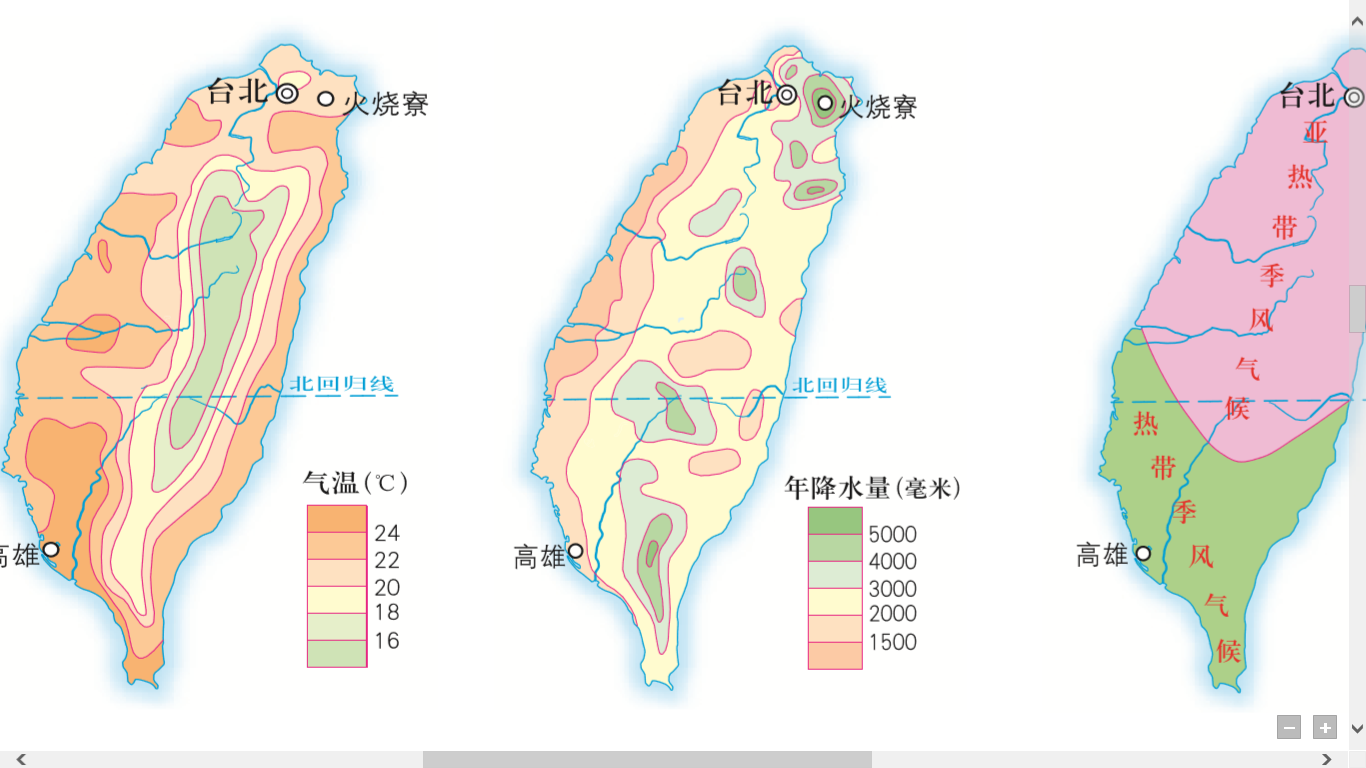 台北
火烧寮
北回归线
高雄
气温(℃)
24
22
20
18
16
台北
火烧寮
北回归线
高雄
年降水量(毫米)
5000
4000
3000
2000
1500
台北
亚热带季风气候
热带季风气候
高雄